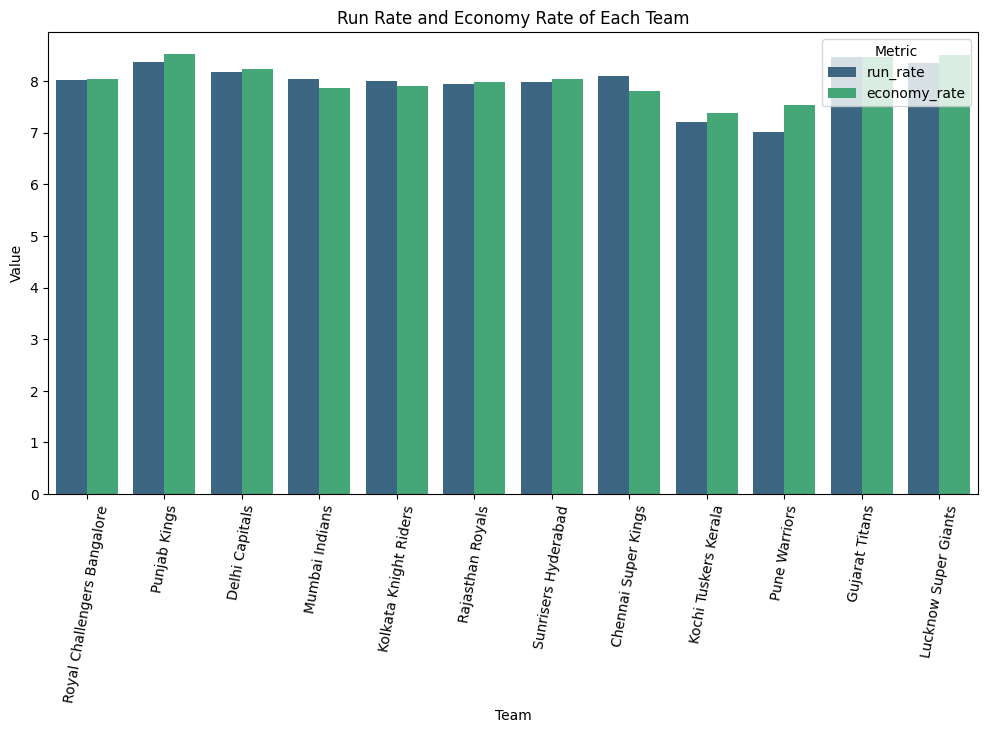 Run Rate and Economy Rate of Each Team
Metric
run_rate
economy_rate
Value
8
7
6
5
4
3
2
1
0
Royal Challengers Bangalore
Punjab Kings
Delhi Capitals
Mumbai Indians
Kolkata Knight Riders
Rajasthan Royals
Sunrisers Hyderabad
Chennai Super Kings
Kochi Tuskers Kerala
Pune Warriors
Gujarat Titans
Lucknow Super Giants
Team